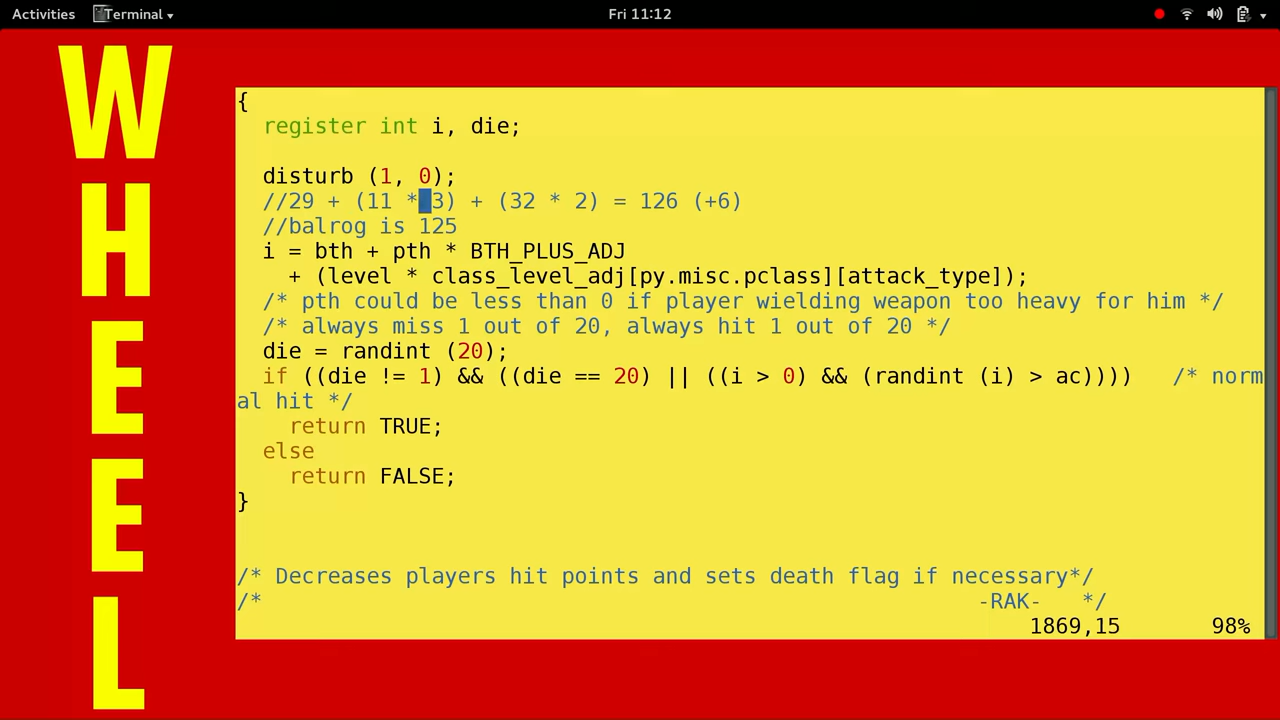 Activities Terminal Fri 11:12
WHEEL
{
register int i, die;
disturb (1, 0);
//29 + (11 * 3) + (32 * 2) = 126 (+6)
//balrog is 125
i = bth + pth * BTH_PLUS_ADJ
+ (level * class_level_adj[py.misc.pclass][attack_type]);
/* pth could be less than 0 if player wielding weapon too heavy for him */
/* always miss 1 out of 20, always hit 1 out of 20 */
die = randint (20);
if ((die != 1) && ((die == 20) || ((i > 0) && (randint (i) > ac)))) /* norm
al hit */
return TRUE;
else
return FALSE;
}
/* Decreases players hit points and sets death flag if necessary*/
/* -RAK- */
1869,15 98%